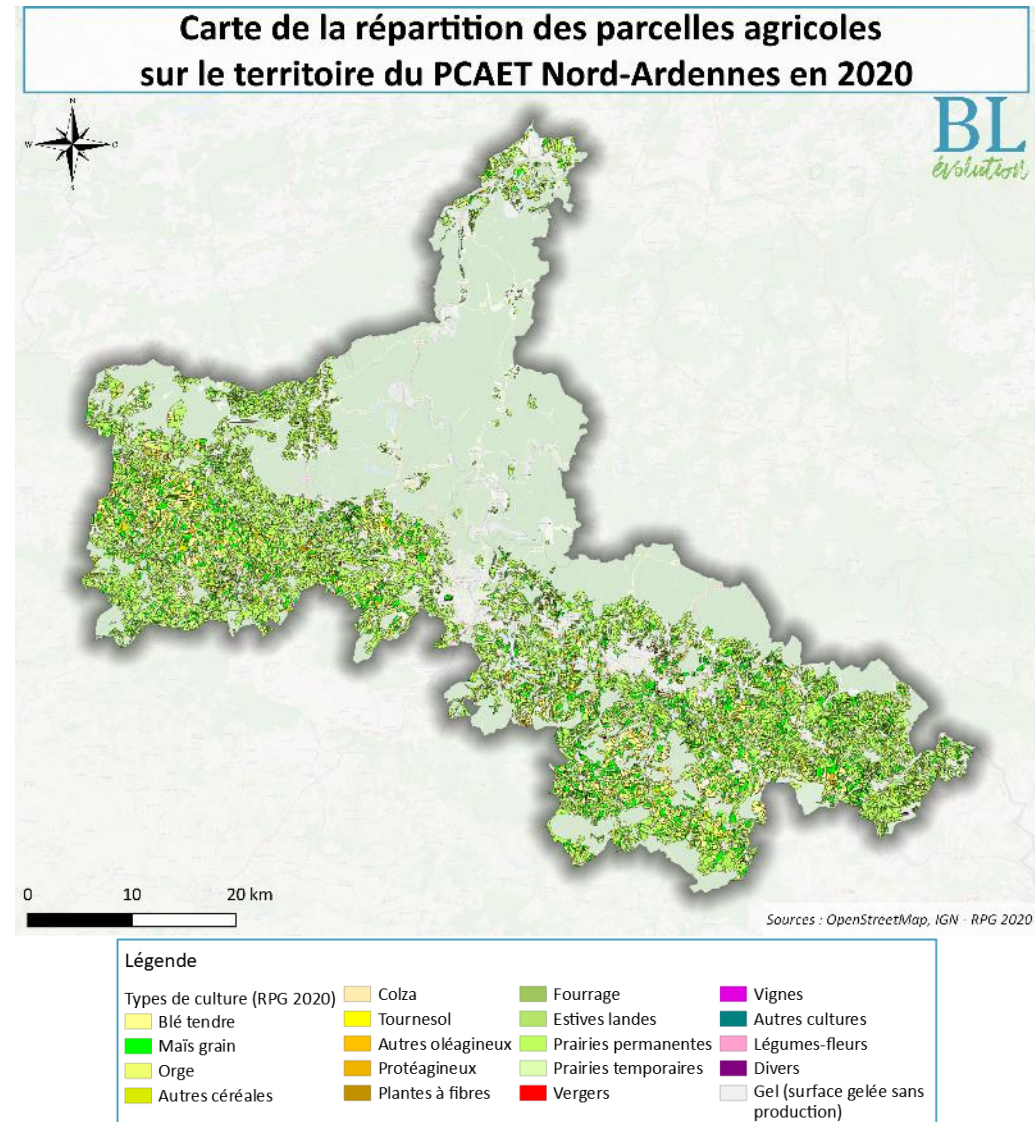 Carte de la répartition des parcelles agricoles
sur le territoire du PCAET Nord-Ardennes en 2020
BL
évolution
N
W
O
S
0 10 20 km
Sources : OpenStreetMap, IGN - RPG 2020
Légende
Types de culture (RPG 2020)
Blé tendre
Maïs grain
Orge
Autres céréales
Colza
Tournesol
Autres oléagineux
Protéagineux
Plantes à fibres
Fourrage
Estives landes
Prairies permanentes
Prairies temporaires
Vergers
Vignes
Autres cultures
Légumes-fleurs
Divers
Gel (surface gelée sans
production)